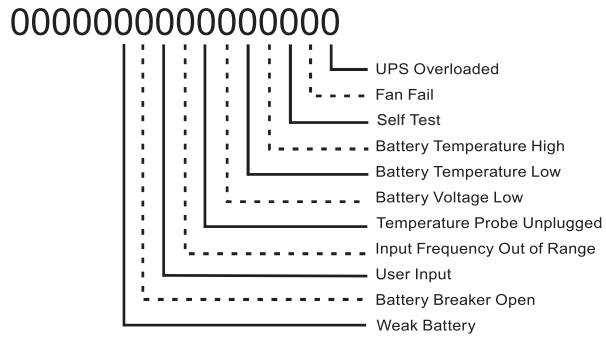 0000000000000000
UPS Overloaded
Fan Fail
Self Test
Battery Temperature High
Battery Temperature Low
Battery Voltage Low
Temperature Probe Unplugged
Input Frequency Out of Range
User Input
Battery Breaker Open
Weak Battery